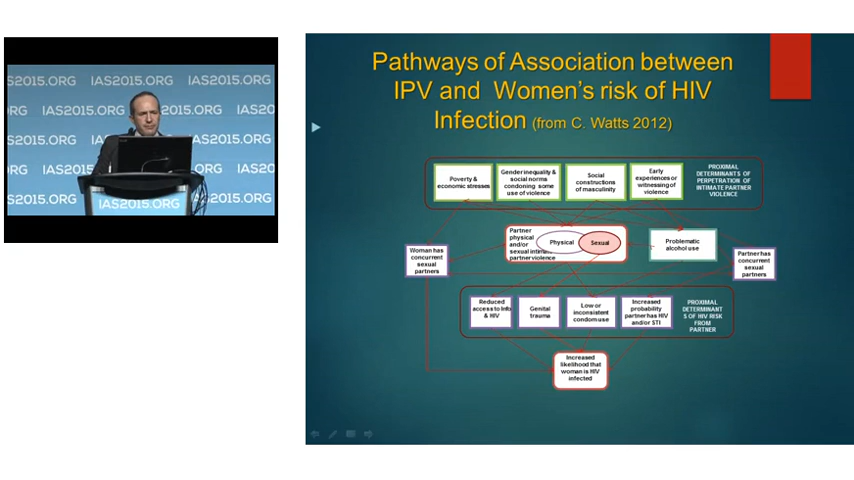 S2015.ORG IAS2015.ORG IAS20
ORG IAS 2015.ORG IAS2015.O
S2015.ORG IAS2015.ORG
ORG 2015.O
S2015.ORG IAS20
IAS2015.ORG
Pathways of Association between
IPV and Women's risk of HIV
Infection (from C. Watts 2012)
Poverty &
economic stresses
Gender inequality &
social norms
condoning some
use of violence
Social
constructions
of masculinity
Early
experiences or
witnessing of
violence
PROXIMAL
DETERMINANTS OF
PERPETRATION OF
INTIMATE PARTNER
VIOLENCE
Woman has
concurrent
sexual
partners
Partner
physical
and/or
sexual intim
partner violence
Physical
Sexual
Problematic
alcohol use
Partner has
concurrent
sexual
partners
Reduced
access to Info
& HIV
Genital
trauma
Low or
inconsistent
condom use
Increased
probability
partner has HIV
and/or STI
PROXIMAL
DETERMINANT
S OF HIV RISK
FROM
PARTNER
Increased
likelihood that
woman is HIV
infected